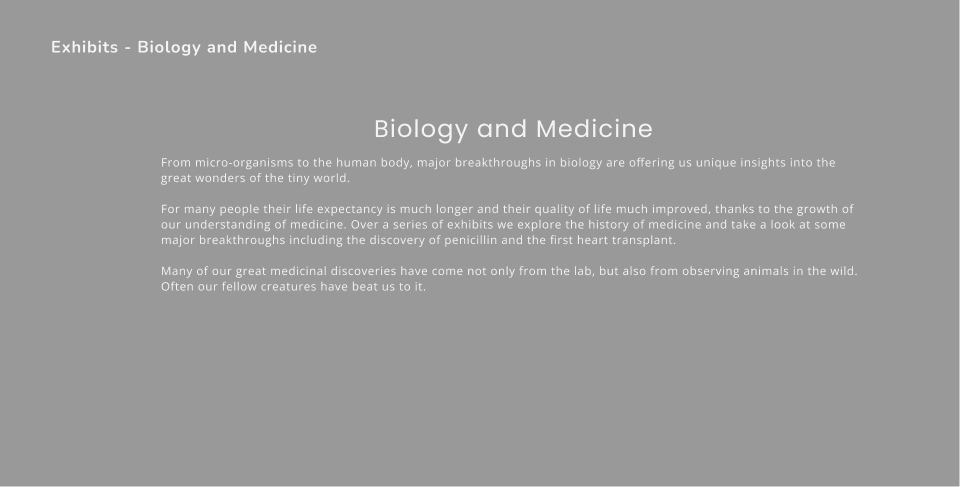 Exhibits - Biology and Medicine
Biology and Medicine
From micro-organisms to the human body, major breakthroughs in biology are offering us unique insights into the
great wonders of the tiny world.
For many people their life expectancy is much longer and their quality of life much improved, thanks to the growth of
our understanding of medicine. Over a series of exhibits we explore the history of medicine and take a look at some
major breakthroughs including the discovery of penicillin and the first heart transplant.
Many of our great medicinal discoveries have come not only from the lab, but also from observing animals in the wild.
Often our fellow creatures have beat us to it.